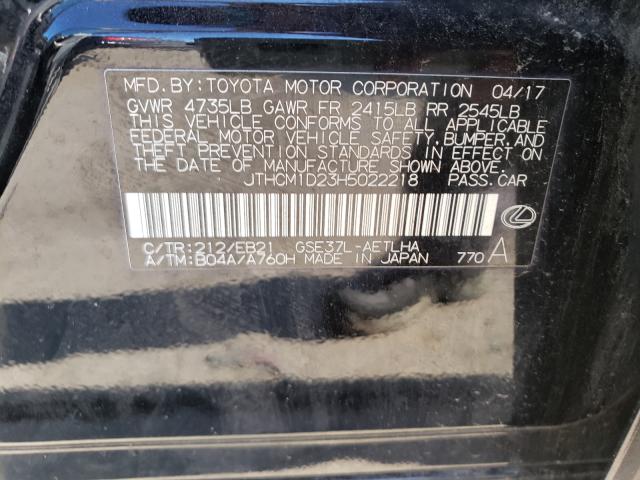 MFD.BY:TOYOTA MOTOR CORPORATION 04/17
GVWR 4735LB GAWR FR 2415LB RR 2545LB
THIS VEHICLE CONFORMS TO ALL APPLICABLE
FEDERAL MOTOR VEHICLE SAFETY,BUMPER,AND
THEFT PREVENTION STANDARDS IN EFFECT ON
THE DATE OF MANUFACTURE SHOWN ABOVE.
JTHCM1D23H5022218 PASS.CAR
C/TR:212/EB21 GSE37L-AETLHA
A/TM:B04A/A760H MADE IN JAPAN 770 A